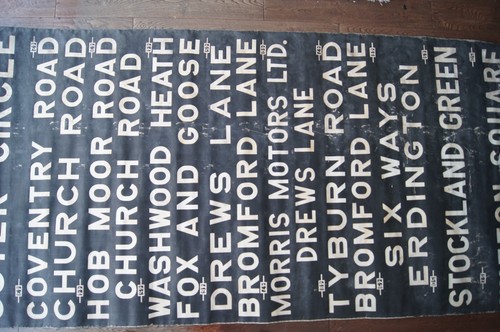 CIRCLE
COVENTRY ROAD
CHURCH ROAD
HOB MOOR ROAD
CHURCH ROAD
WASHWOOD HEATH
FOX AND GOOSE
DREWS LANE
BROMFORD LANE
MORRIS MOTORS LTD.
DREWS LANE
TYBURN ROAD
BROMFORD LANE
SIX WAYS
ERDINGTON
STOCKLAND GREEN